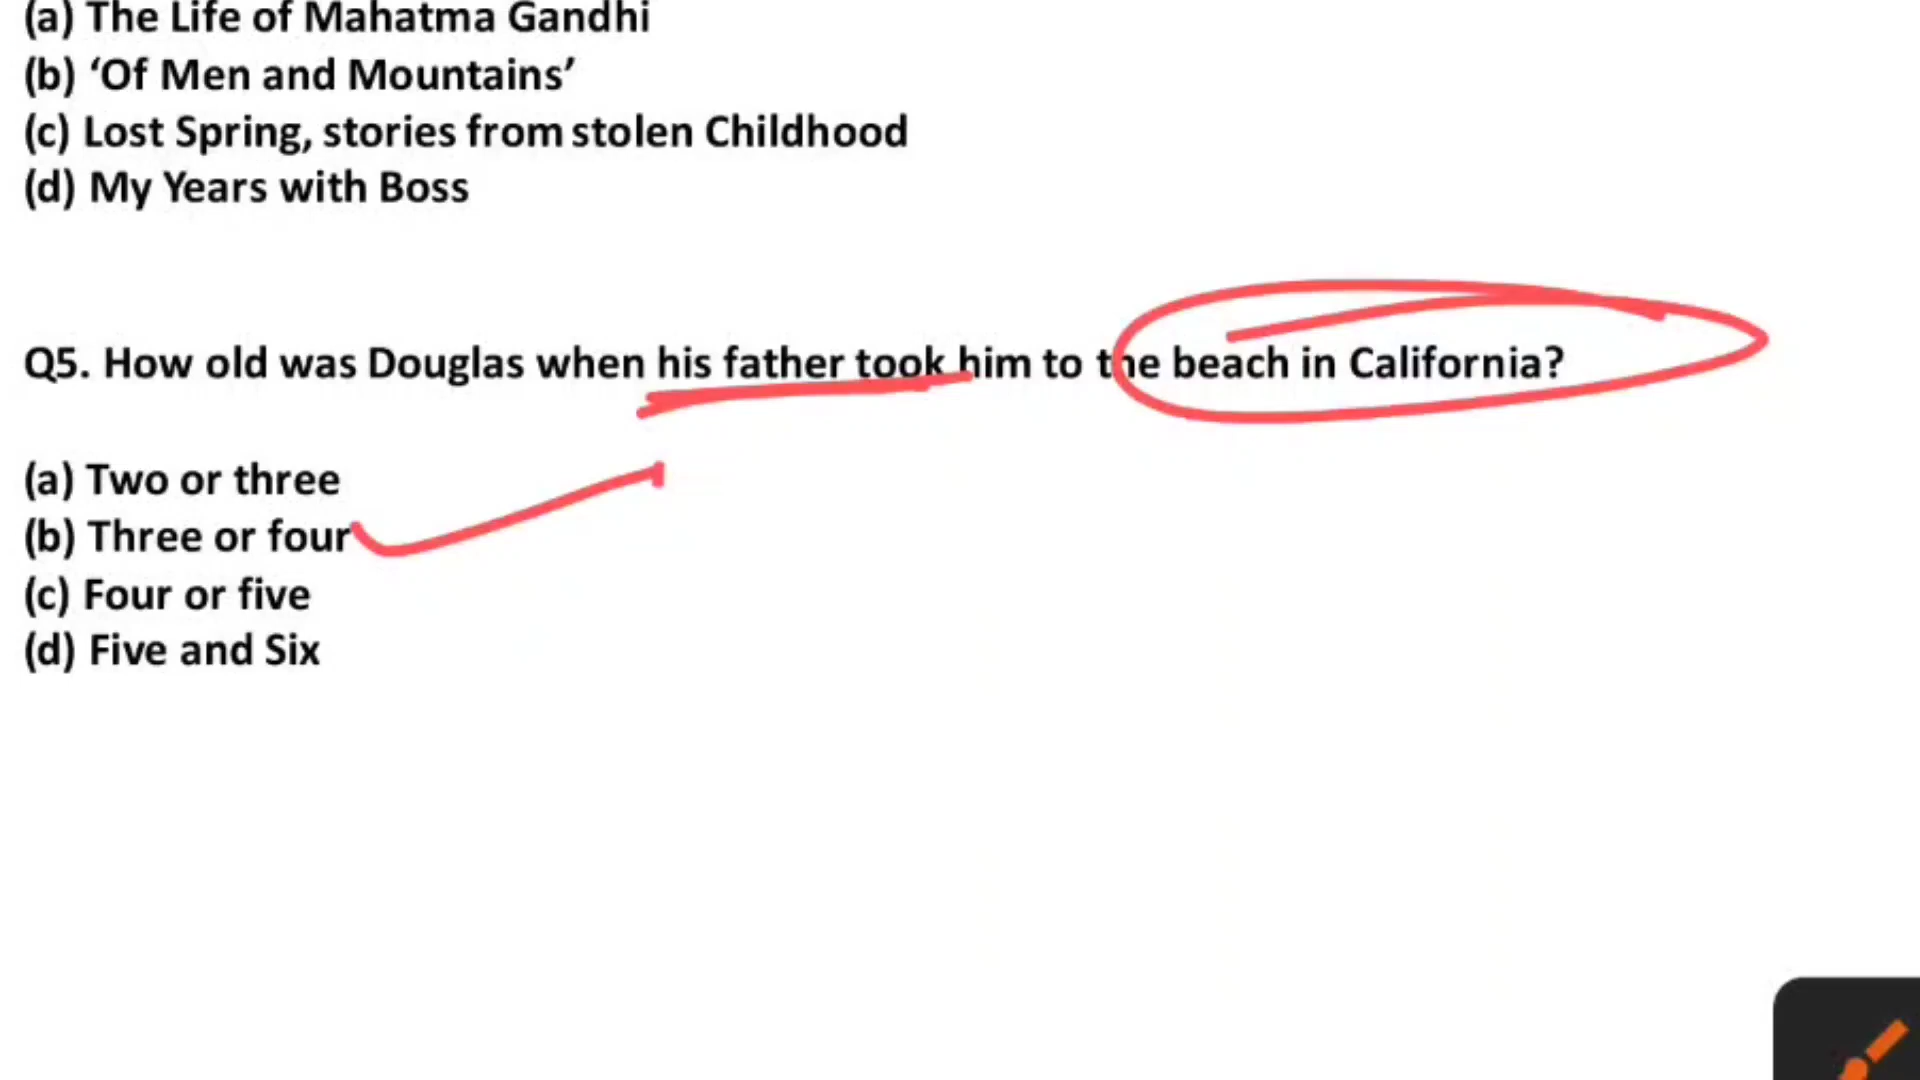 (a) The Life of Mahatma Gandhi
(b) ‘Of Men and Mountains’
(c) Lost Spring, stories from stolen Childhood
(d) My Years with Boss
Q5. How old was Douglas when his father took him to the beach in California?
(a) Two or three
(b) Three or four
(c) Four or five
(d) Five and Six